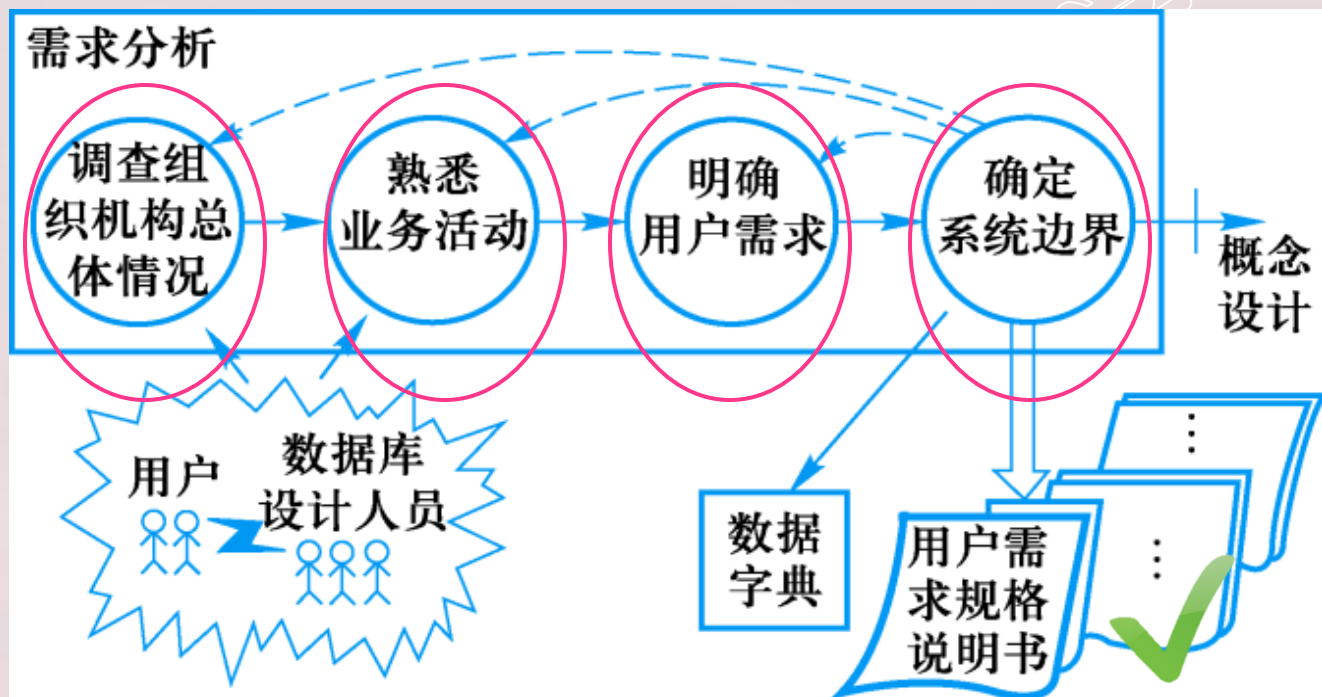 需求分析
调查组
织机构总
体情况
熟悉
业务活动
明确
用户需求
确定
系统边界
概念
设计
用户
数据库
设计人员
数据
字典
用户需
求规格
说明书
⋮
⋮